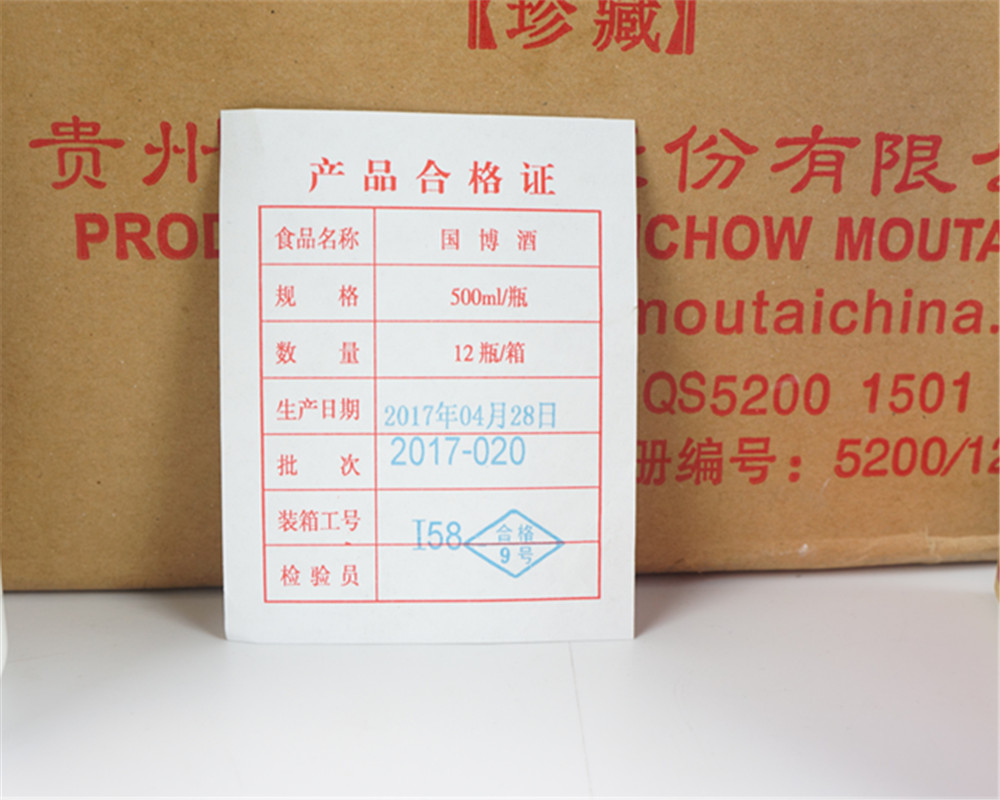 【珍藏】
贵州 份有限
PROD CHOW MOUTA
moutaichina.
QS5200 1501
册编号：5200/12
产品合格证
食品名称 国博酒
规格 500ml/瓶
数量 12瓶/箱
生产日期 2017年04月28日
批次 2017-020
装箱工号 I58
合格
9号
检验员